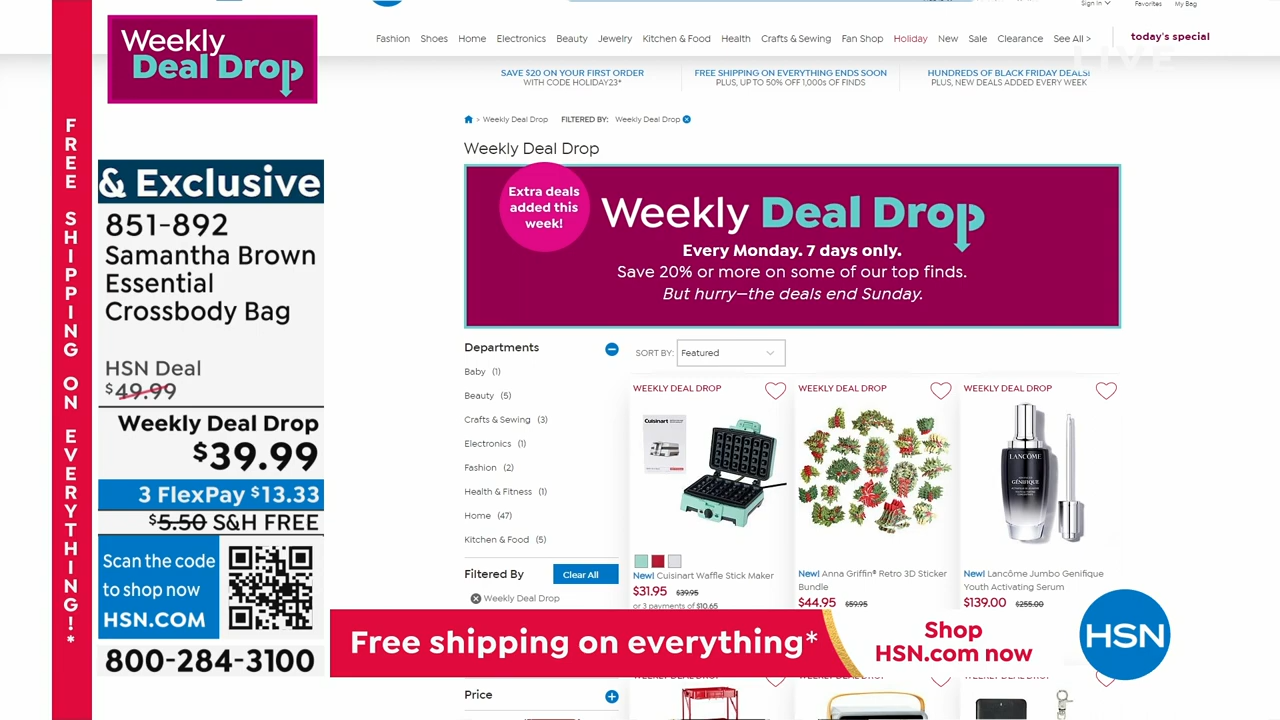 Weekly
Deal Drop
FREE SHIPPING ON EVERYTHING!*
& Exclusive
851-892
Samantha Brown
Essential
Crossbody Bag
HSN Deal
$49.99
Weekly Deal Drop
$39.99
3 FlexPay $13.33
$5.50 S&H FREE
Scan the code
to shop now
HSN.COM
800-284-3100
Sign In
Favorites
My Bag
Fashion Shoes Home Electronics Beauty Jewelry Kitchen & Food Health Crafts & Sewing Fan Shop Holiday New Sale Clearance See All >
today's special
LIVE
SAVE $20 ON YOUR FIRST ORDER
WITH CODE HOLIDAY23*
FREE SHIPPING ON EVERYTHING ENDS SOON
PLUS, UP TO 50% OFF 1,000s OF FINDS
HUNDREDS OF BLACK FRIDAY DEALS!
PLUS, NEW DEALS ADDED EVERY WEEK
> Weekly Deal Drop FILTERED BY: Weekly Deal Drop
Weekly Deal Drop
Extra deals
added this
week!
Weekly Deal Drop
Every Monday. 7 days only.
Save 20% or more on some of our top finds.
But hurry—the deals end Sunday.
Departments
Baby (1)
Beauty (5)
Crafts & Sewing (3)
Electronics (1)
Fashion (2)
Health & Fitness (1)
Home (47)
Kitchen & Food (5)
Filtered By
Clear All
Weekly Deal Drop
Price
SORT BY: Featured
WEEKLY DEAL DROP
Cuisinart
New! Cuisinart Waffle Stick Maker
$31.95 $39.95
or 3 payments of $10.65
WEEKLY DEAL DROP
New! Anna Griffin® Retro 3D Sticker
Bundle
$44.95 $59.95
WEEKLY DEAL DROP
LANCÔME
GÉNIFIQUE
New! Lancôme Jumbo Genifique
Youth Activating Serum
$139.00 $255.00
Free shipping on everything*
Shop
HSN.com now
HSN